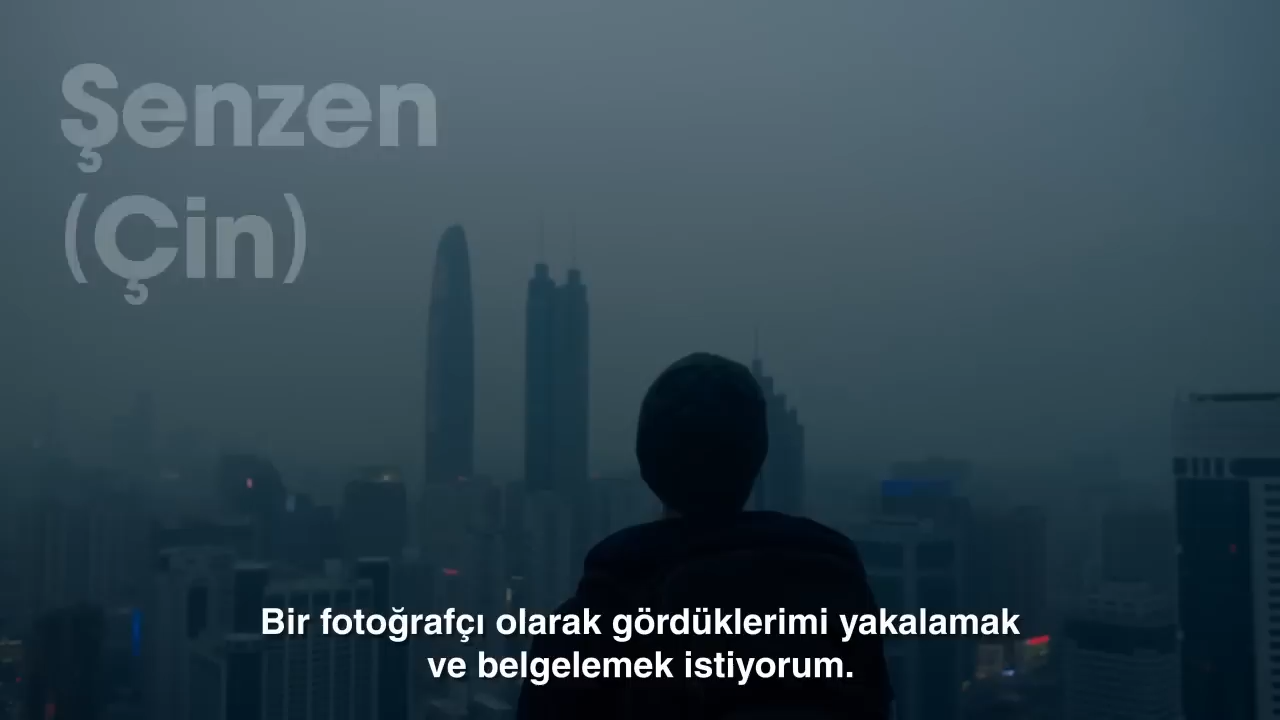 Şenzen
(Çin)
Bir fotoğrafçı olarak gördüklerimi yakalamak
ve belgelemek istiyorum.